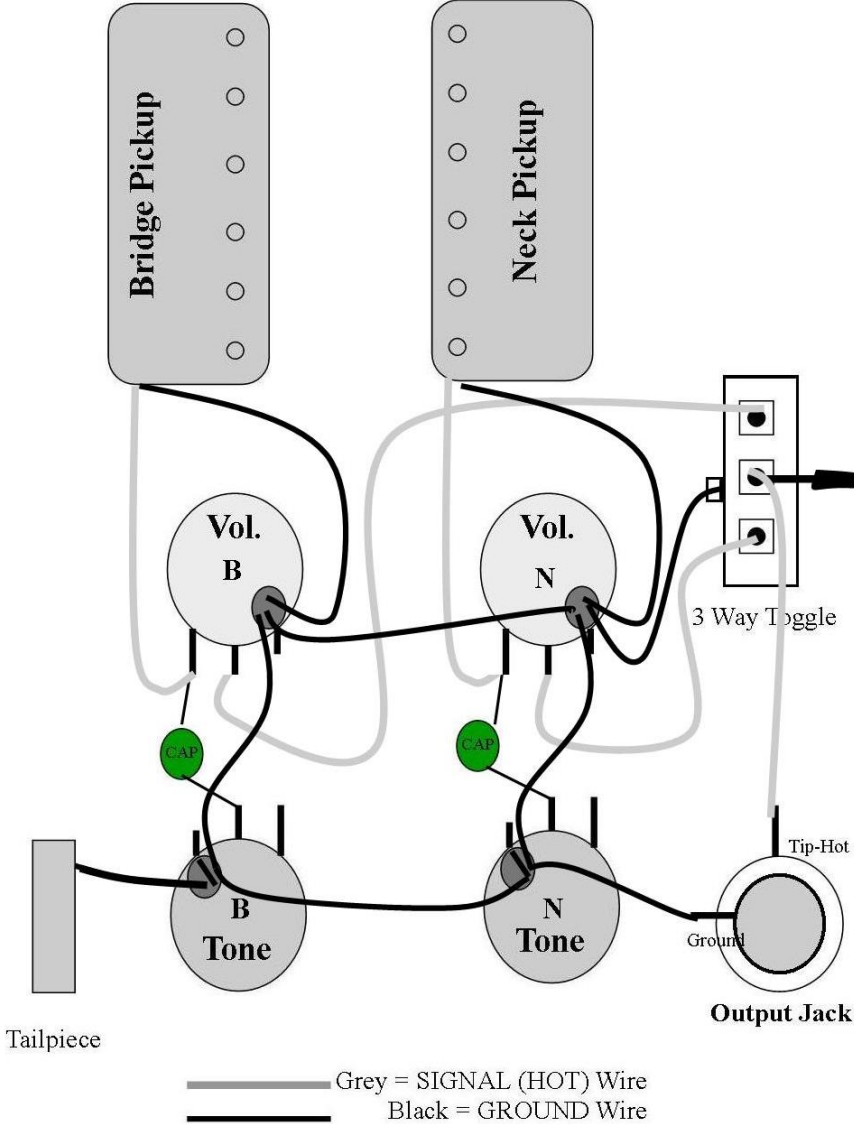 Bridge Pickup
Neck Pickup
Vol.
B
Vol.
N
3 Way Toggle
CAP
CAP
B
Tone
N
Tone
Tip-Hot
Ground
Output Jack
Tailpiece
Grey = SIGNAL (HOT) Wire
Black = GROUND Wire